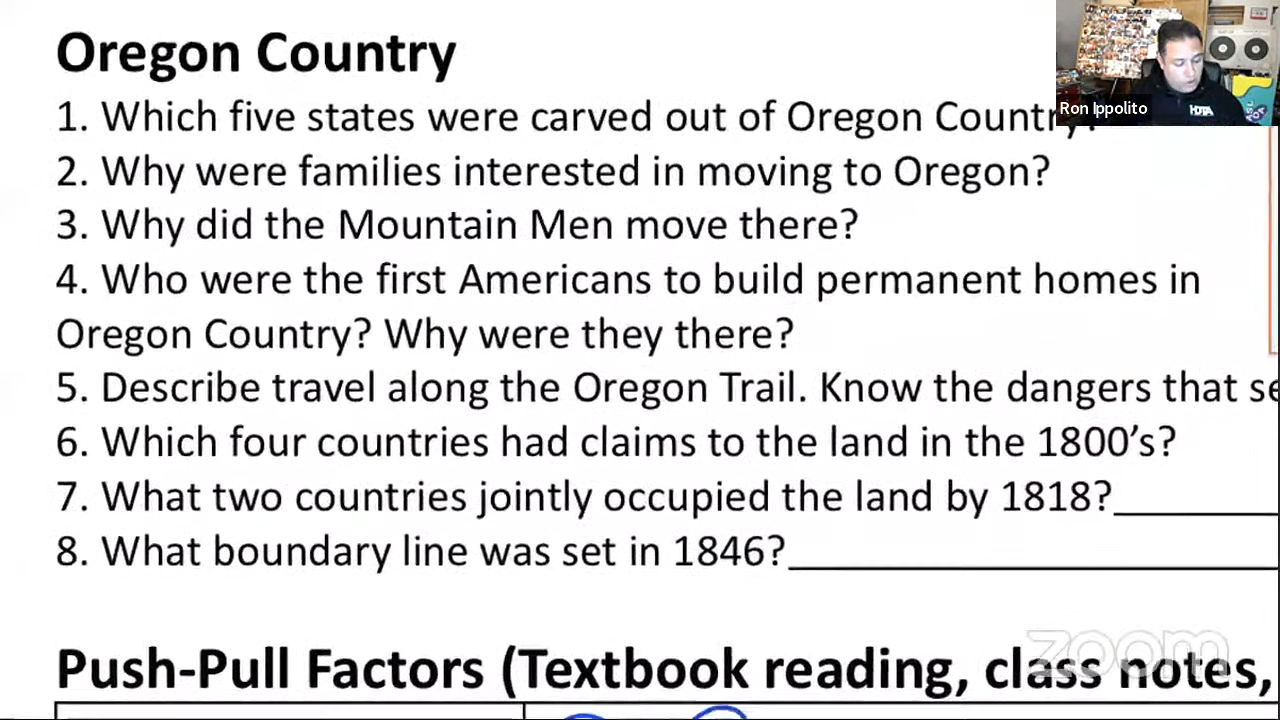 Oregon Country
Ron Ippolito
1. Which five states were carved out of Oregon Country?
2. Why were families interested in moving to Oregon?
3. Why did the Mountain Men move there?
4. Who were the first Americans to build permanent homes in
Oregon Country? Why were they there?
5. Describe travel along the Oregon Trail. Know the dangers that
6. Which four countries had claims to the land in the 1800’s?
7. What two countries jointly occupied the land by 1818?
8. What boundary line was set in 1846?
zoom
Push-Pull Factors (Textbook reading, class notes,